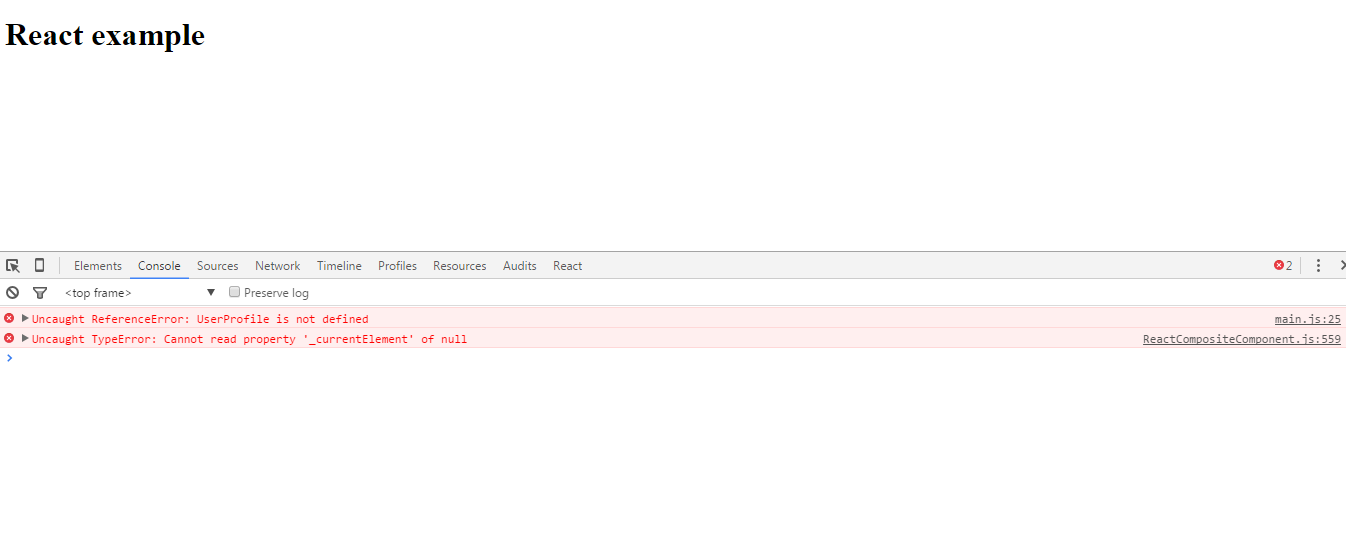 React example
Elements Console Sources Network Timeline Profiles Resources Audits React 2
<top frame> Preserve log
Uncaught ReferenceError: UserProfile is not defined main.js:25
Uncaught TypeError: Cannot read property '_currentElement' of null ReactCompositeComponent.js:559